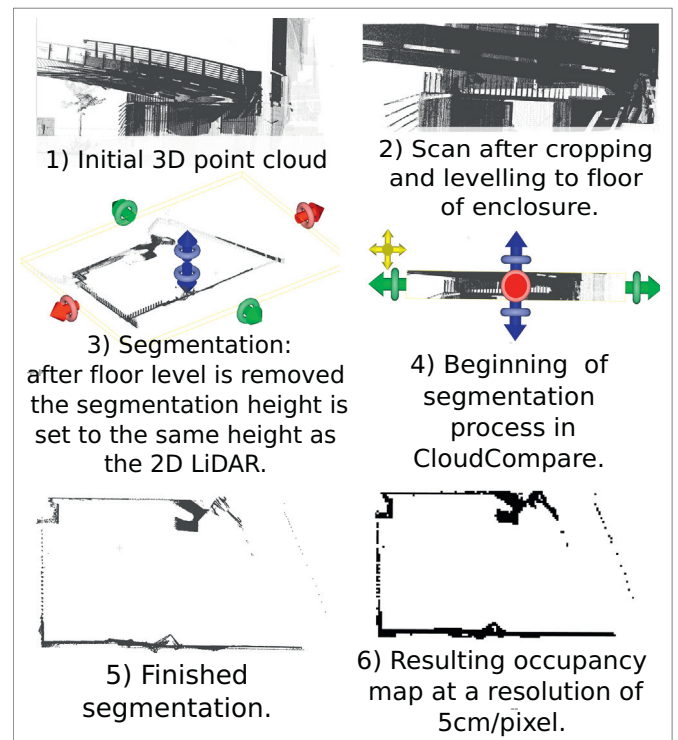 1) Initial 3D point cloud
2) Scan after cropping
and levelling to floor
of enclosure.
3) Segmentation:
after floor level is removed
the segmentation height is
set to the same height as
the 2D LiDAR.
4) Beginning of
segmentation
process in
CloudCompare.
5) Finished
segmentation.
6) Resulting occupancy
map at a resolution of
5cm/pixel.